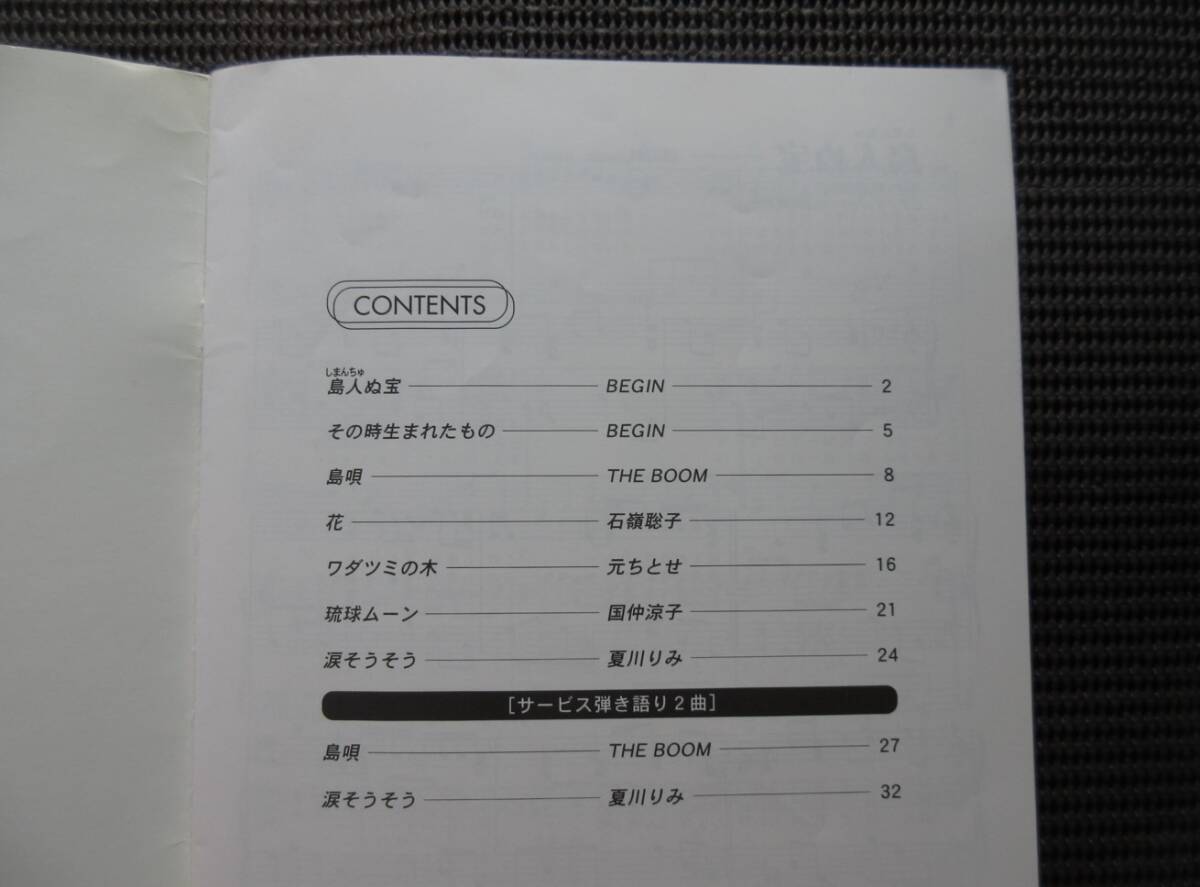 CONTENTS
しまんちゅ
島人ぬ宝 BEGIN 2
その時生まれたもの BEGIN 5
島唄 THE BOOM 8
花 石嶺聡子 12
ワダツミの木 元ちとせ 16
琉球ムーン 国仲涼子 21
涙そうそう 夏川りみ 24
[サービス弾き語り2曲]
島唄 THE BOOM 27
涙そうそう 夏川りみ 32